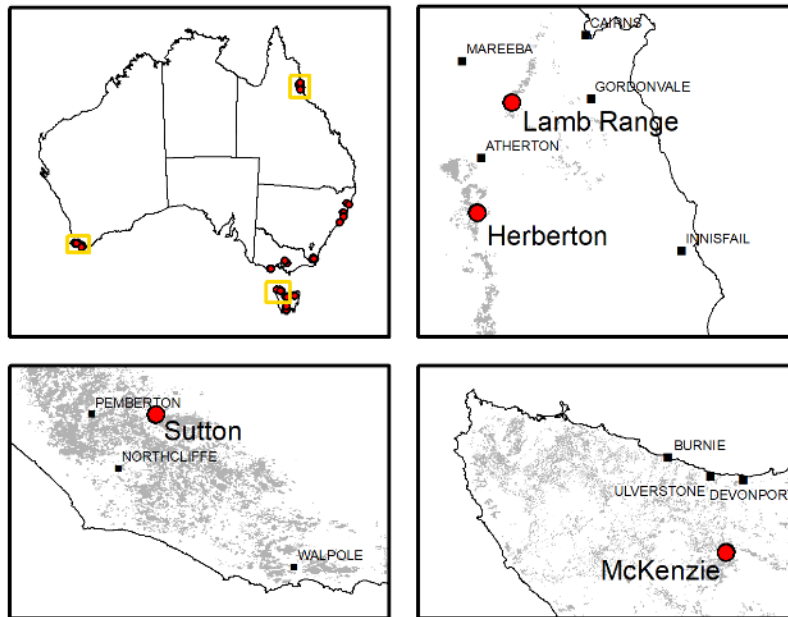 CAIRNS
MAREEBA
GORDONVALE
Lamb Range
ATHERTON
Herberton
INNISFAIL
PEMBERTON
Sutton
NORTHCLIFFE
WALPOLE
BURNIE
ULVERSTONE
DEVONPORT
McKenzie